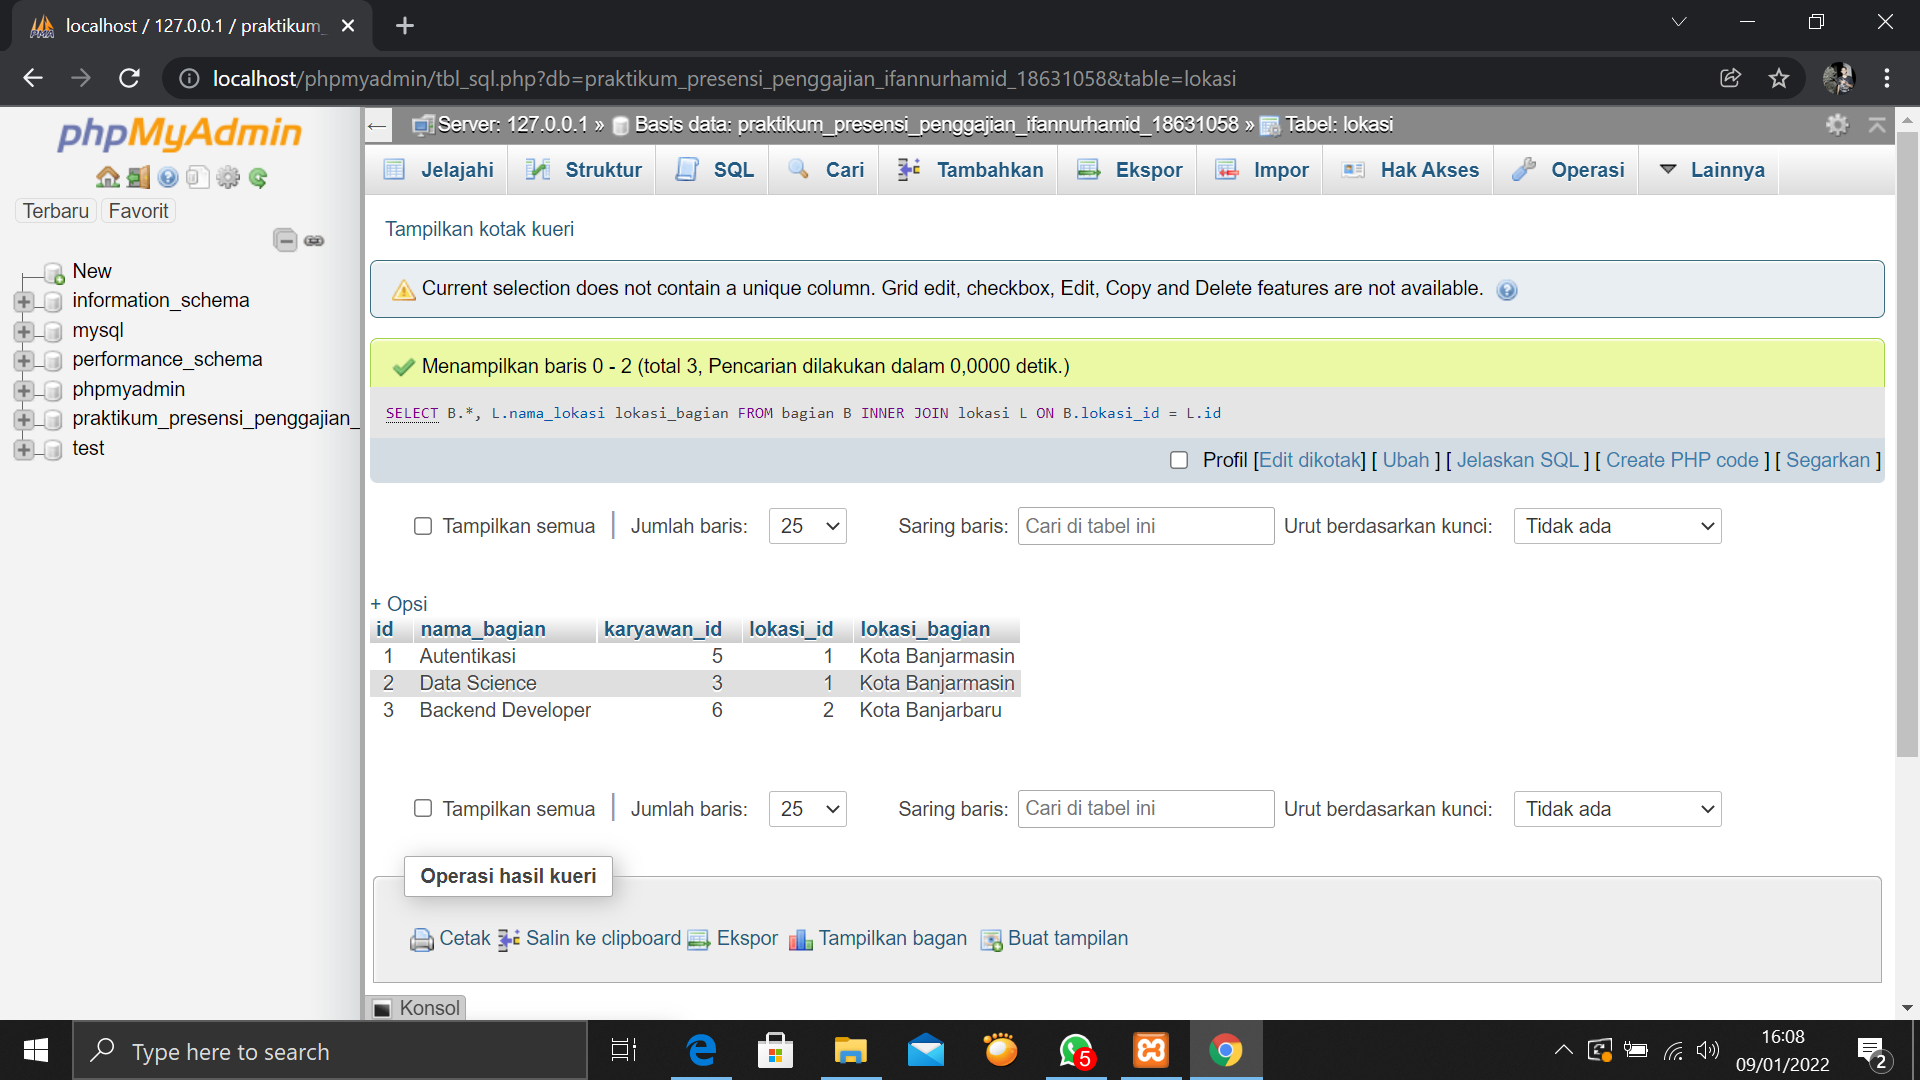 localhost / 127.0.0.1 / praktikum_
localhost/phpmyadmin/tbl_sql.php?db=praktikum_presensi_penggajian_ifannurhamid_18631058&table=lokasi
phpMyAdmin
Terbaru Favorit
New
information_schema
mysql
performance_schema
phpmyadmin
praktikum_presensi_penggajian_
test
Server: 127.0.0.1 » Basis data: praktikum_presensi_penggajian_ifannurhamid_18631058 » Tabel: lokasi
Jelajahi Struktur SQL Cari Tambahkan Ekspor Impor Hak Akses Operasi Lainnya
Tampilkan kotak kueri
Current selection does not contain a unique column. Grid edit, checkbox, Edit, Copy and Delete features are not available.
Menampilkan baris 0 - 2 (total 3, Pencarian dilakukan dalam 0,0000 detik.)
SELECT B.*, L.nama_lokasi lokasi_bagian FROM bagian B INNER JOIN lokasi L ON B.lokasi_id = L.id
Profil [Edit dikotak] [ Ubah ] [ Jelaskan SQL ] [ Create PHP code ] [ Segarkan ]
Tampilkan semua | Jumlah baris: 25 Saring baris: Cari di tabel ini Urut berdasarkan kunci: Tidak ada
+ Opsi
id nama_bagian karyawan_id lokasi_id lokasi_bagian
1 Autentikasi 5 1 Kota Banjarmasin
2 Data Science 3 1 Kota Banjarmasin
3 Backend Developer 6 2 Kota Banjarbaru
Tampilkan semua | Jumlah baris: 25 Saring baris: Cari di tabel ini Urut berdasarkan kunci: Tidak ada
Operasi hasil kueri
Cetak Salin ke clipboard Ekspor Tampilkan bagan Buat tampilan
Konsol
Type here to search
5
16:08
09/01/2022
2